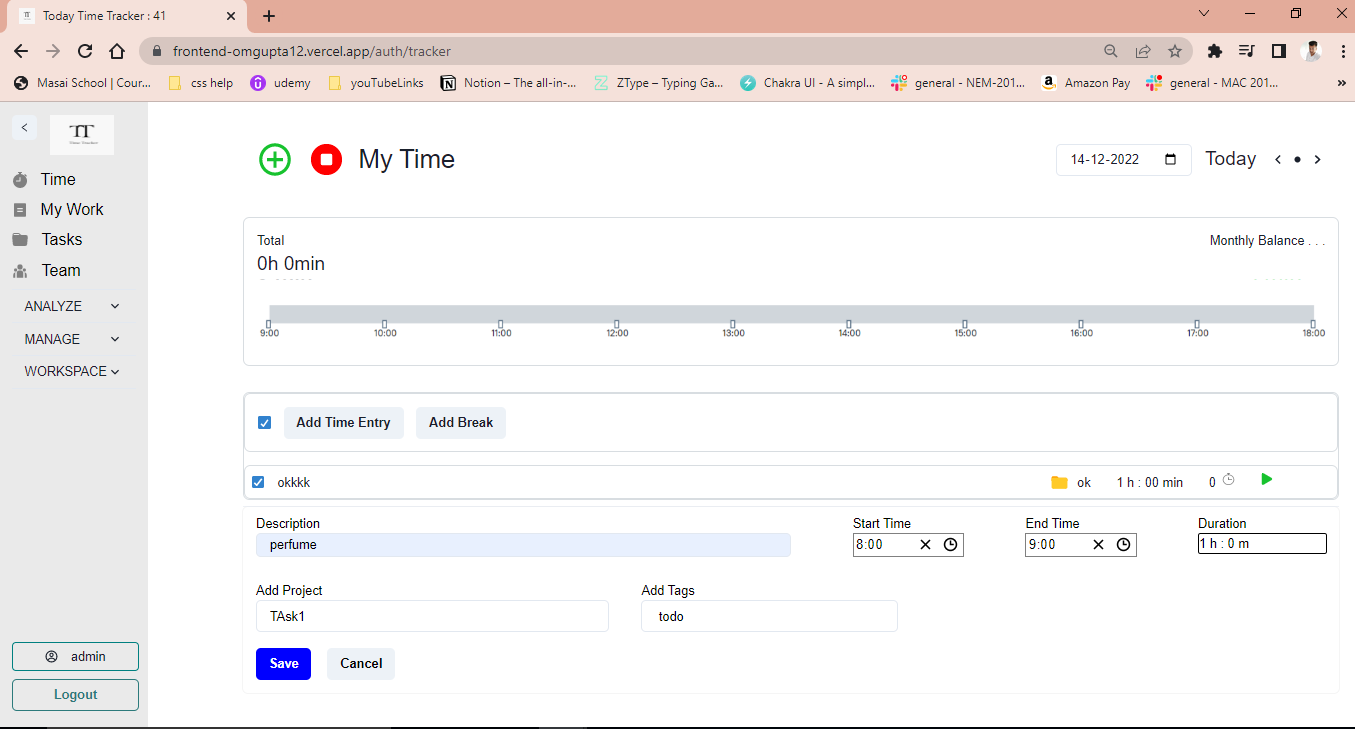 Today Time Tracker : 41
frontend-omgupta12.vercel.app/auth/tracker
Masai School | Cour... css help udemy youTubeLinks Notion – The all-in-... ZType – Typing Ga... Chakra UI - A simpl... general - NEM-201... Amazon Pay general - MAC 201... »
TT
My Time 14-12-2022 Today
Time
My Work
Tasks
Team
ANALYZE
MANAGE
WORKSPACE
admin
Logout
Total Monthly Balance . . .
0h 0min
9:00 10:00 11:00 12:00 13:00 14:00 15:00 16:00 17:00 18:00
Add Time Entry Add Break
okkkk ok 1 h : 00 min 0
Description Start Time End Time Duration
perfume 8:00 9:00 1 h : 0 m
Add Project Add Tags
TAsk1 todo
Save Cancel